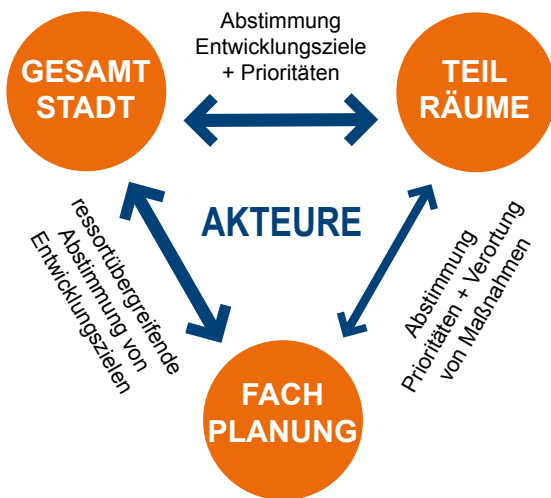 Abstimmung
Entwicklungsziele
+ Prioritäten
GESAMT
STADT
TEIL
RÄUME
AKTEURE
ressortübergreifende
Abstimmung von
Entwicklungszielen
Abstimmung
Prioritäten + Verortung
von Maßnahmen
FACH
PLANUNG